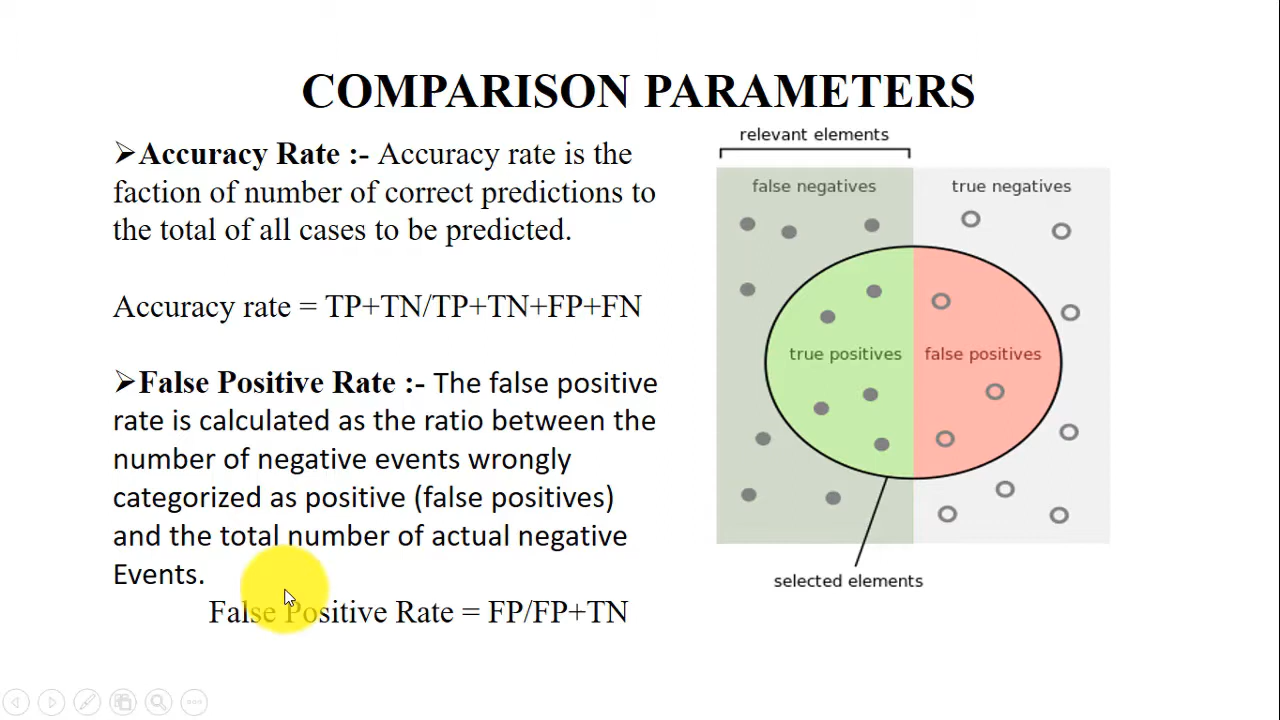 COMPARISON PARAMETERS
➢Accuracy Rate :- Accuracy rate is the
faction of number of correct predictions to
the total of all cases to be predicted.
Accuracy rate = TP+TN/TP+TN+FP+FN
➢False Positive Rate :- The false positive
rate is calculated as the ratio between the
number of negative events wrongly
categorized as positive (false positives)
and the total number of actual negative
Events.
False Positive Rate = FP/FP+TN
relevant elements
false negatives
true negatives
true positives
false positives
selected elements